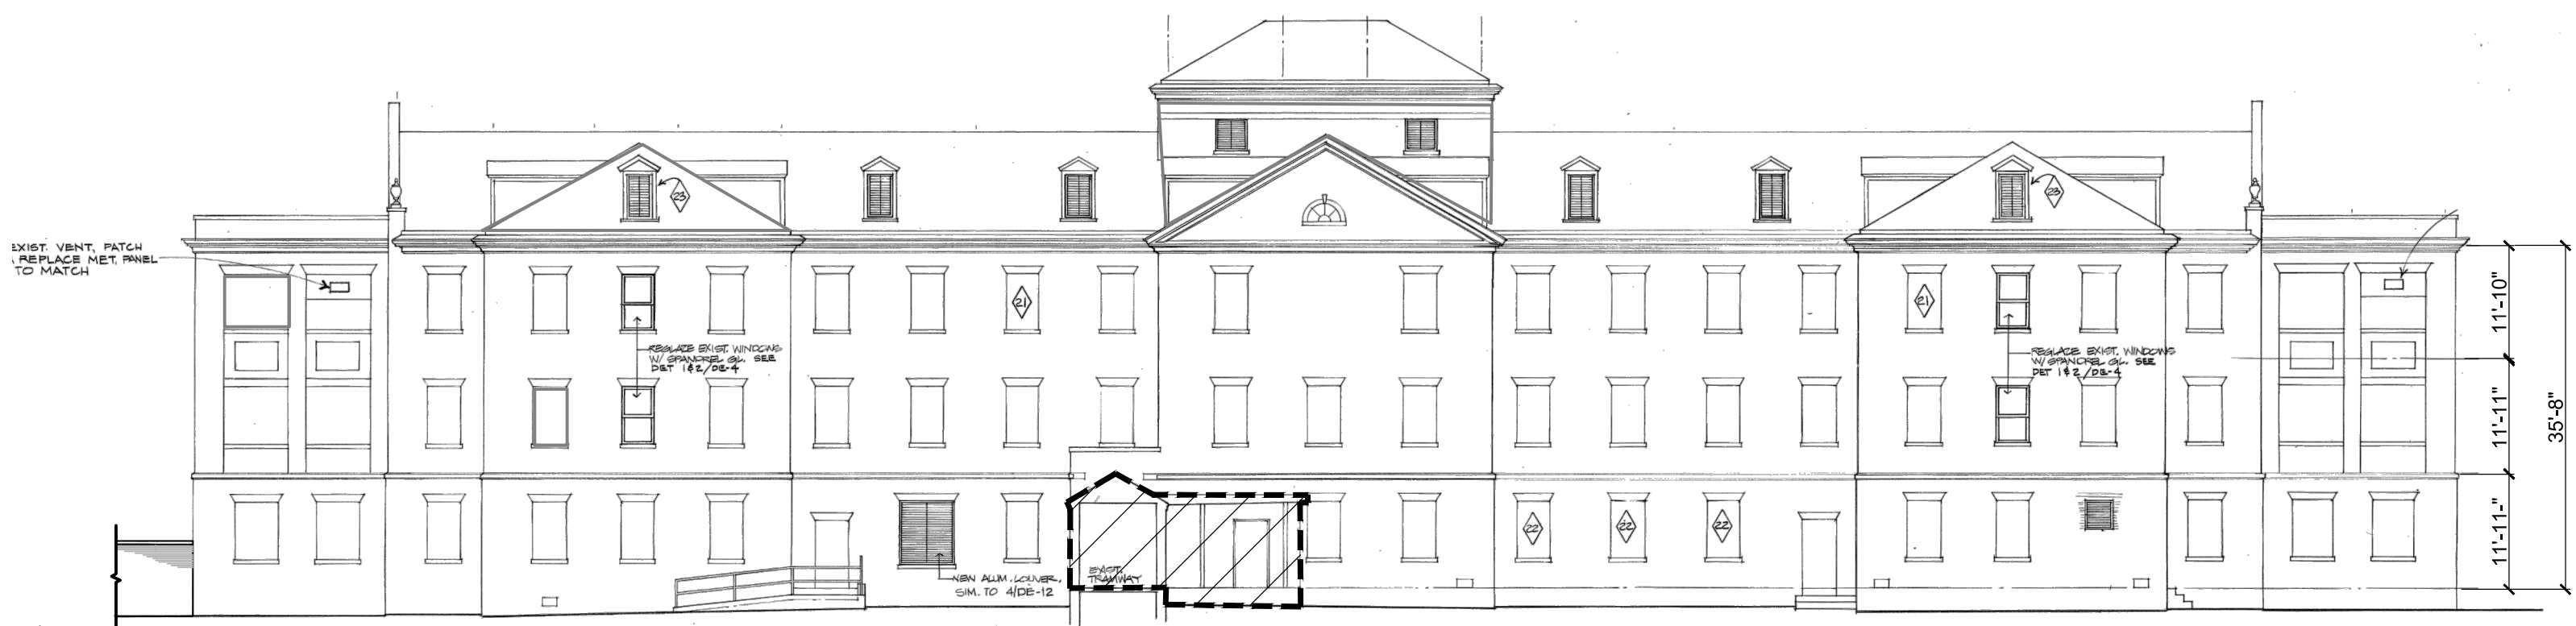 EXIST. VENT, PATCH
REPLACE MET, PANEL
TO MATCH
23
21
REGLAZE EXIST. WINDOWS
W/ SPANDREL GL. SEE
DET 1&2/DE-4
NEW ALUM. LOUVER,
SIM. TO 4/DE-12
EXIST.
TRAMWAY
22
22
22
23
21
REGLAZE EXIST. WINDOWS
W/ SPANDREL GL. SEE
DET 1&2/DE-4
11'-10"
11'-11"
11'-11-"
35'-8"